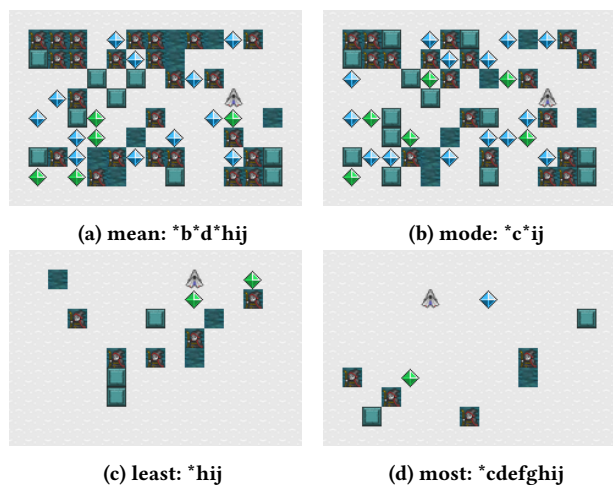 (a) mean: *b*d*hij
(b) mode: *c*ij
(c) least: *hij
(d) most: *cdefghij